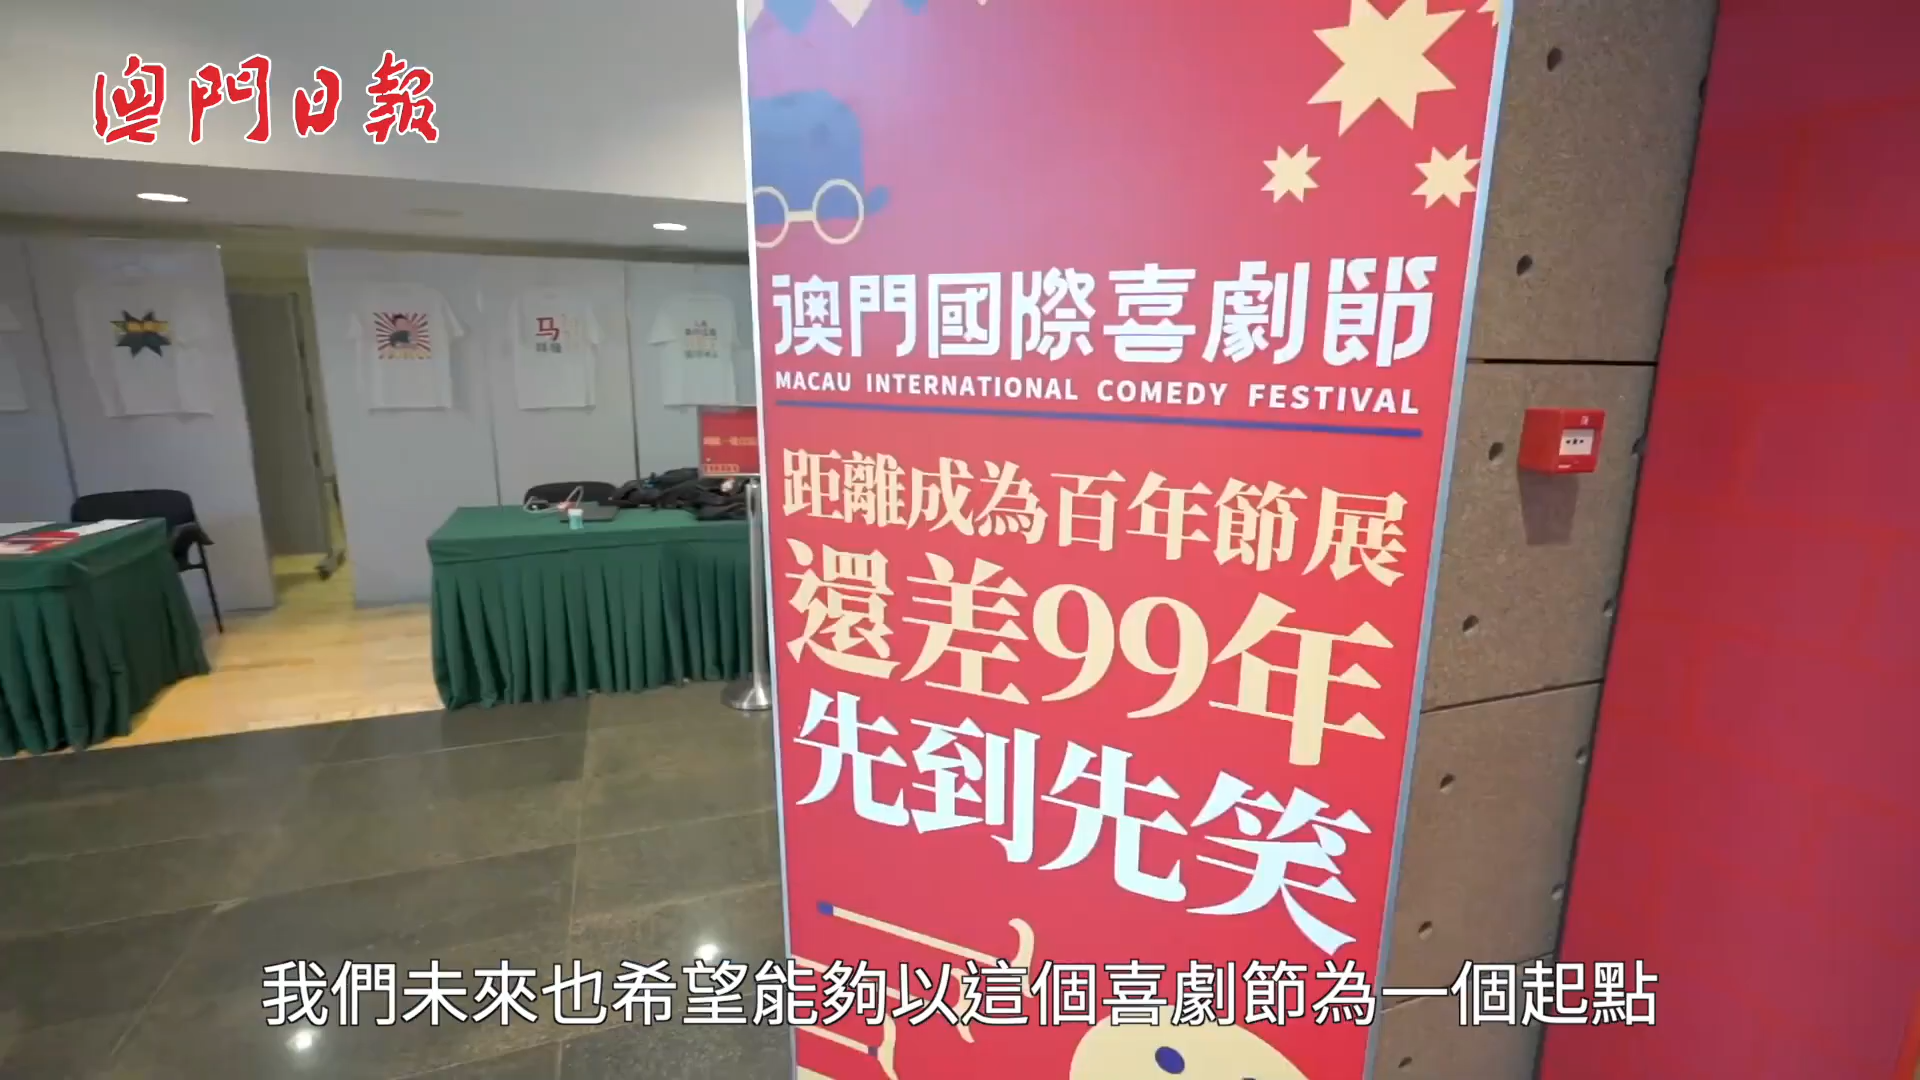 澳門日報
澳門國際喜劇節
MACAU INTERNATIONAL COMEDY FESTIVAL
距離成為百年節展
還差99年
先到先笑
马
我們未來也希望能夠以這個喜劇節為一個起點